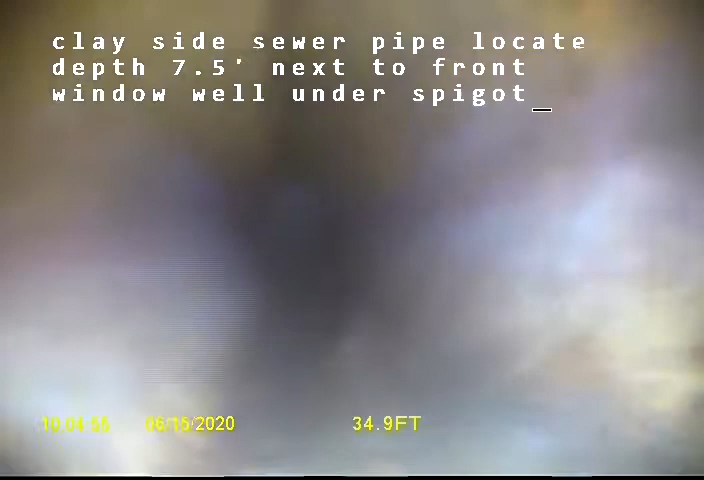 clay side sewer pipe locate
depth 7.5' next to front
window well under spigot_
10:04:55 06/15/2020 34.9FT